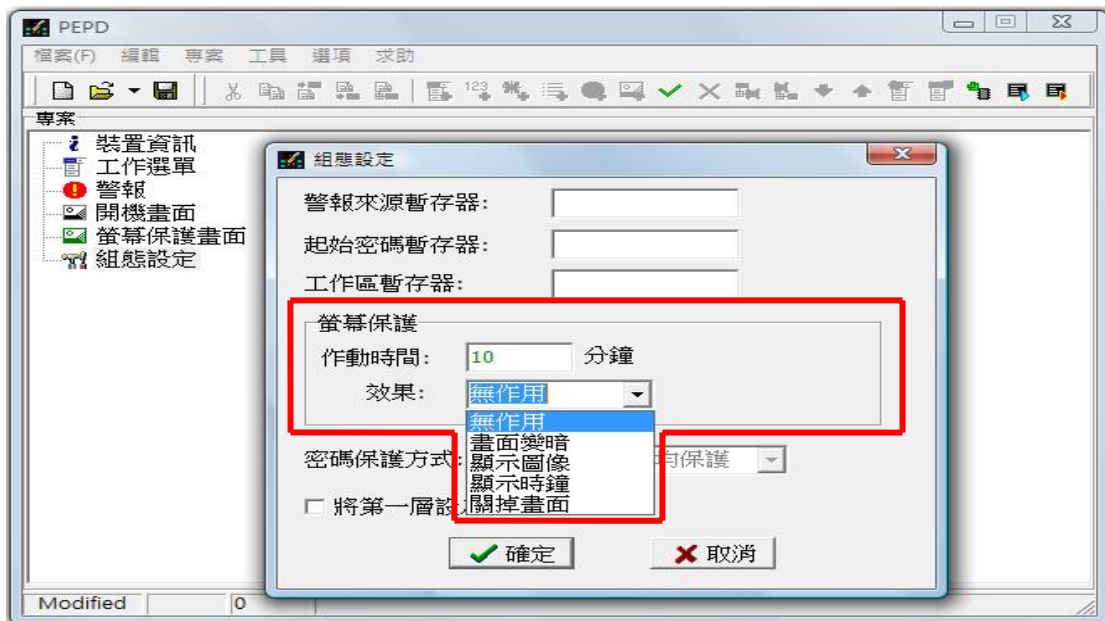 PEPD
檔案(F) 編輯 專案 工具 選項 求助
專案
裝置資訊
工作選單
警報
開機畫面
螢幕保護畫面
組態設定
組態設定
警報來源暫存器:
起始密碼暫存器:
工作區暫存器:
螢幕保護
作動時間: 10 分鐘
效果: 無作用
無作用
畫面變暗
顯示圖像
顯示時鐘
關掉畫面
密碼保護方式: 均保護
將第一層設
確定 取消
Modified 0